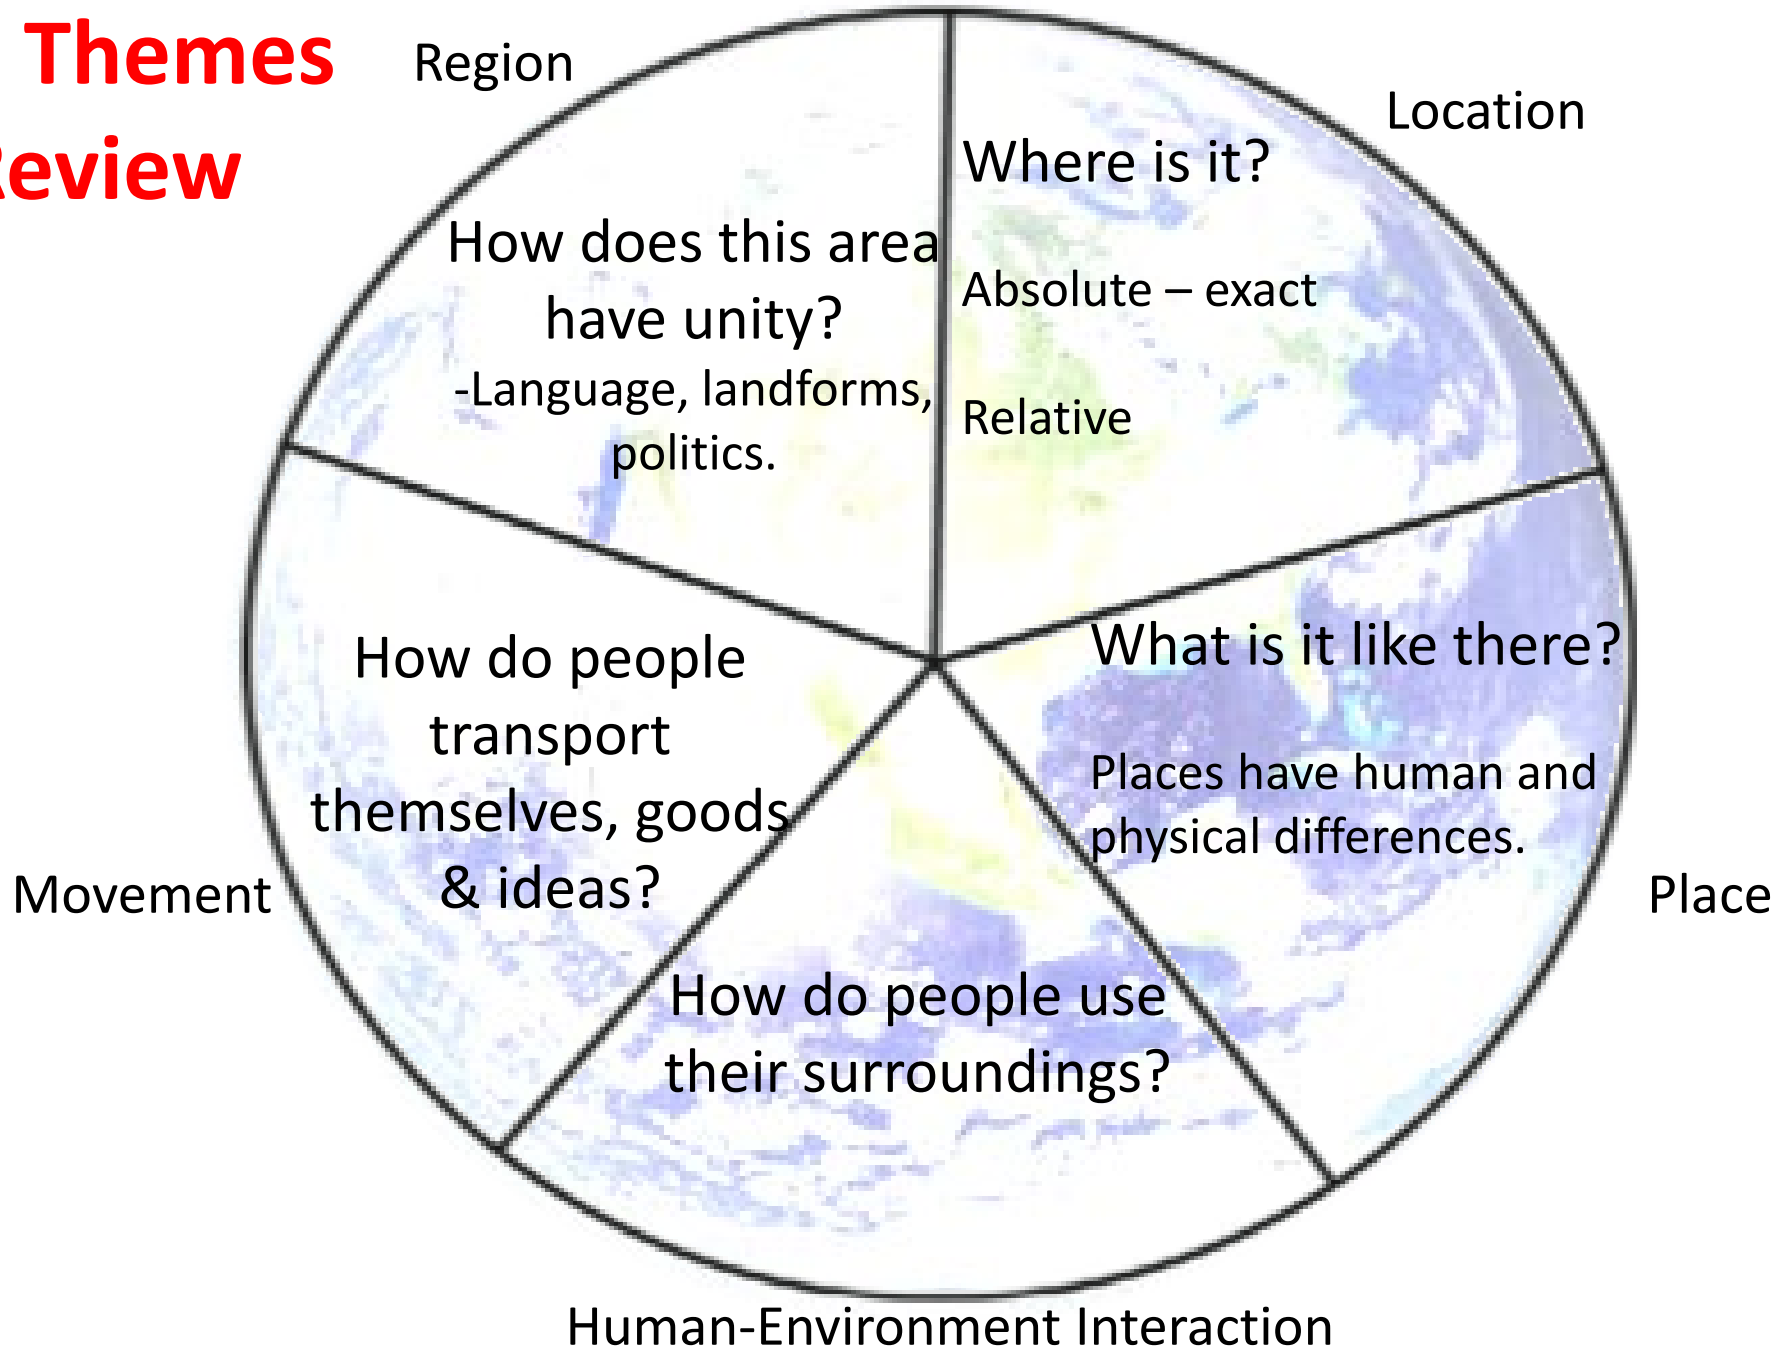 Themes
Review
Region
Location
Where is it?
Absolute – exact
Relative
How does this area
have unity?
-Language, landforms,
politics.
What is it like there?
Places have human and
physical differences.
Place
How do people
transport
themselves, goods
& ideas?
Movement
How do people use
their surroundings?
Human-Environment Interaction